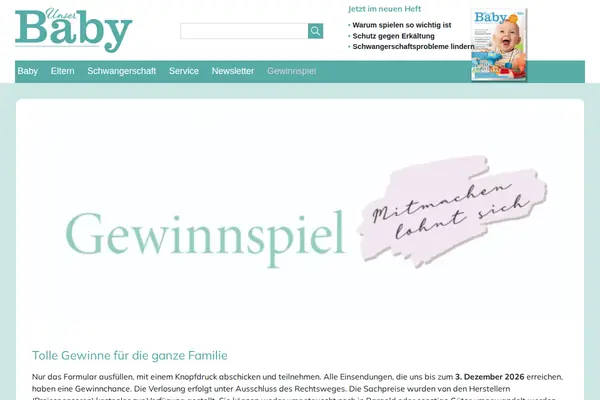 Unser
Baby
Jetzt im neuen Heft
Warum spielen so wichtig ist
Schutz gegen Erkältung
Schwangerschaftsprobleme lindern
Baby
Baby Eltern Schwangerschaft Service Newsletter Gewinnspiel
Mitmachen
lohnt sich
Gewinnspiel
Tolle Gewinne für die ganze Familie
Nur das Formular ausfüllen, mit einem Knopfdruck abschicken und teilnehmen. Alle Einsendungen, die uns bis zum 3. Dezember 2026 erreichen,
haben eine Gewinnchance. Die Verlosung erfolgt unter Ausschluss des Rechtsweges. Die Sachpreise wurden von den Herstellern